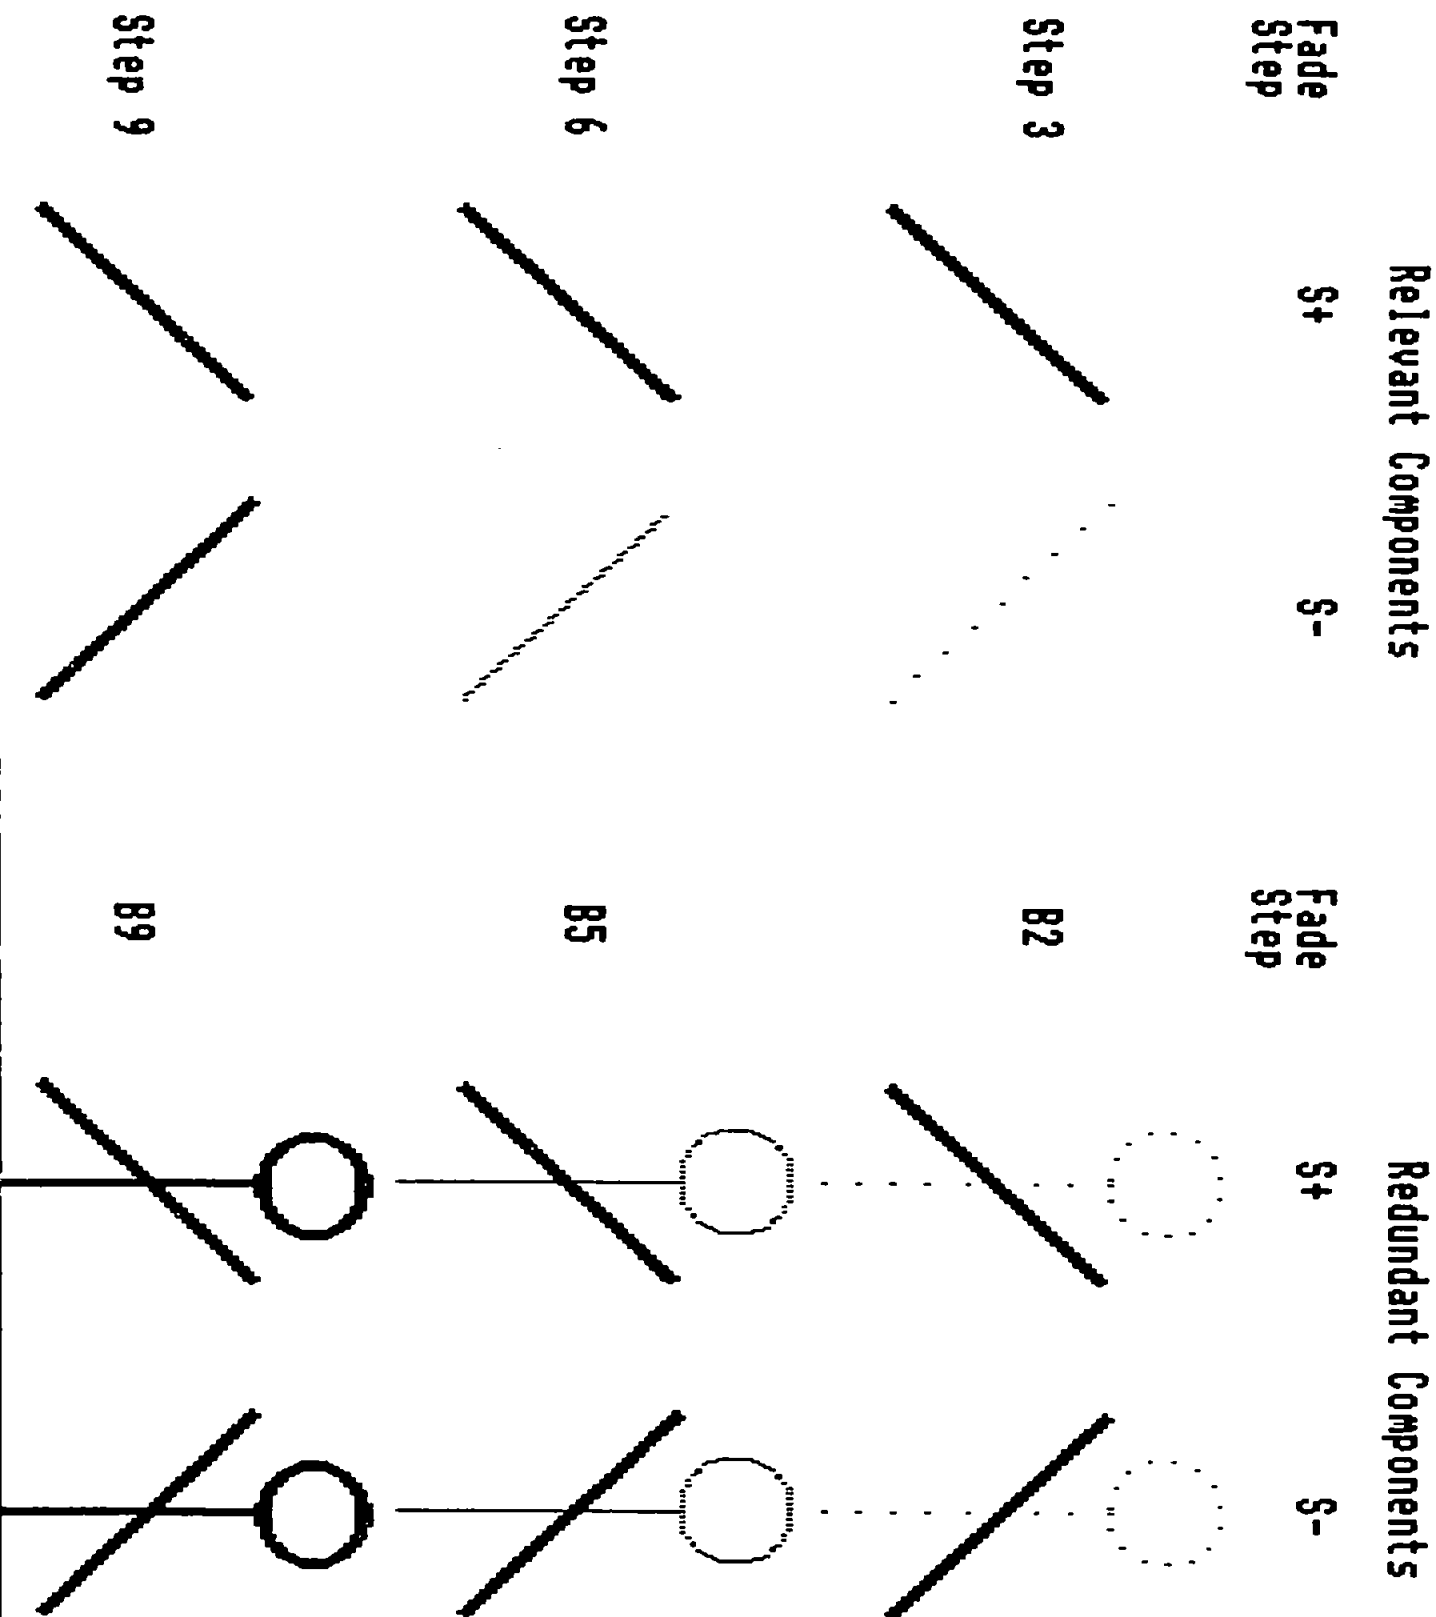 Relevant Components
Fade
Step
S+
S-
Step 3
Step 6
Step 9
Redundant Components
Fade
Step
S+
S-
B2
B5
B9